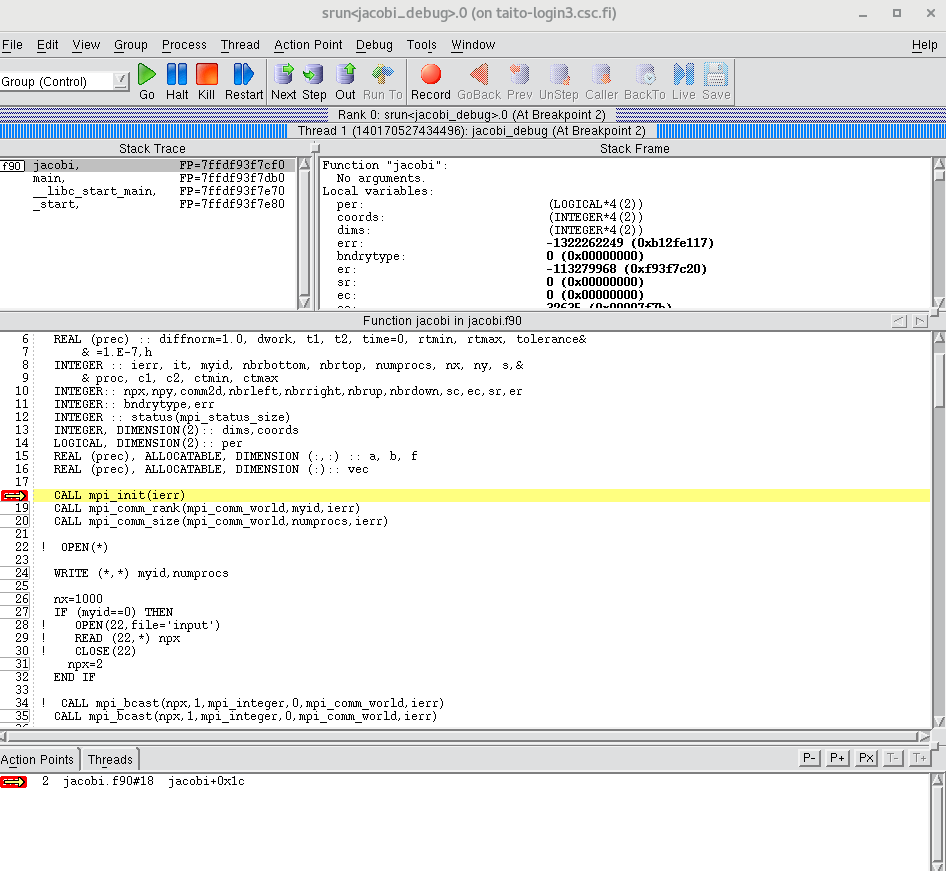 srun<jacobi_debug>.0 (on taito-login3.csc.fi)
File Edit View Group Process Thread Action Point Debug Tools Window Help
Group (Control) Go Halt Kill Restart Next Step Out Run To Record GoBack Prev UnStep Caller BackTo Live Save
Rank 0: srun<jacobi_debug>.0 (At Breakpoint 2)
Thread 1 (140170527434496): jacobi_debug (At Breakpoint 2)
Stack Trace
f90 jacobi, FP=7ffdf93f7cf0
main, FP=7ffdf93f7db0
__libc_start_main, FP=7ffdf93f7e70
_start, FP=7ffdf93f7e80
Stack Frame
Function "jacobi":
No arguments.
Local variables:
per: (LOGICAL*4(2))
coords: (INTEGER*4(2))
dims: (INTEGER*4(2))
err: -1322262249 (0xb12fe117)
bndrytype: 0 (0x00000000)
er: -113279968 (0xf93f7c20)
sr: 0 (0x00000000)
ec: 0 (0x00000000)
Function jacobi in jacobi.f90
6 REAL (prec) :: diffnorm=1.0, dwork, t1, t2, time=0, rtmin, rtmax, tolerance&
7 & =1.E-7,h
8 INTEGER :: ierr, it, myid, nbrbottom, nbrtop, numprocs, nx, ny, s,&
9 & proc, c1, c2, ctmin, ctmax
10 INTEGER:: npx,npy,comm2d,nbrleft,nbrright,nbrup,nbrdown,sc,ec,sr,er
11 INTEGER:: bndrytype,err
12 INTEGER :: status(mpi_status_size)
13 INTEGER, DIMENSION(2):: dims,coords
14 LOGICAL, DIMENSION(2):: per
15 REAL (prec), ALLOCATABLE, DIMENSION (:,:) :: a, b, f
16 REAL (prec), ALLOCATABLE, DIMENSION (:):: vec
17
CALL mpi_init(ierr)
19 CALL mpi_comm_rank(mpi_comm_world,myid,ierr)
20 CALL mpi_comm_size(mpi_comm_world,numprocs,ierr)
21
22 ! OPEN(*)
23
24 WRITE (*,*) myid,numprocs
25
26 nx=1000
27 IF (myid==0) THEN
28 ! OPEN(22,file='input')
29 ! READ (22,*) npx
30 ! CLOSE(22)
31 npx=2
32 END IF
33
34 ! CALL mpi_bcast(npx,1,mpi_integer,0,mpi_comm_world,ierr)
35 CALL mpi_bcast(npx,1,mpi_integer,0,mpi_comm_world,ierr)
Action Points Threads P- P+ Px T- T+
2 jacobi.f90#18 jacobi+0x1c